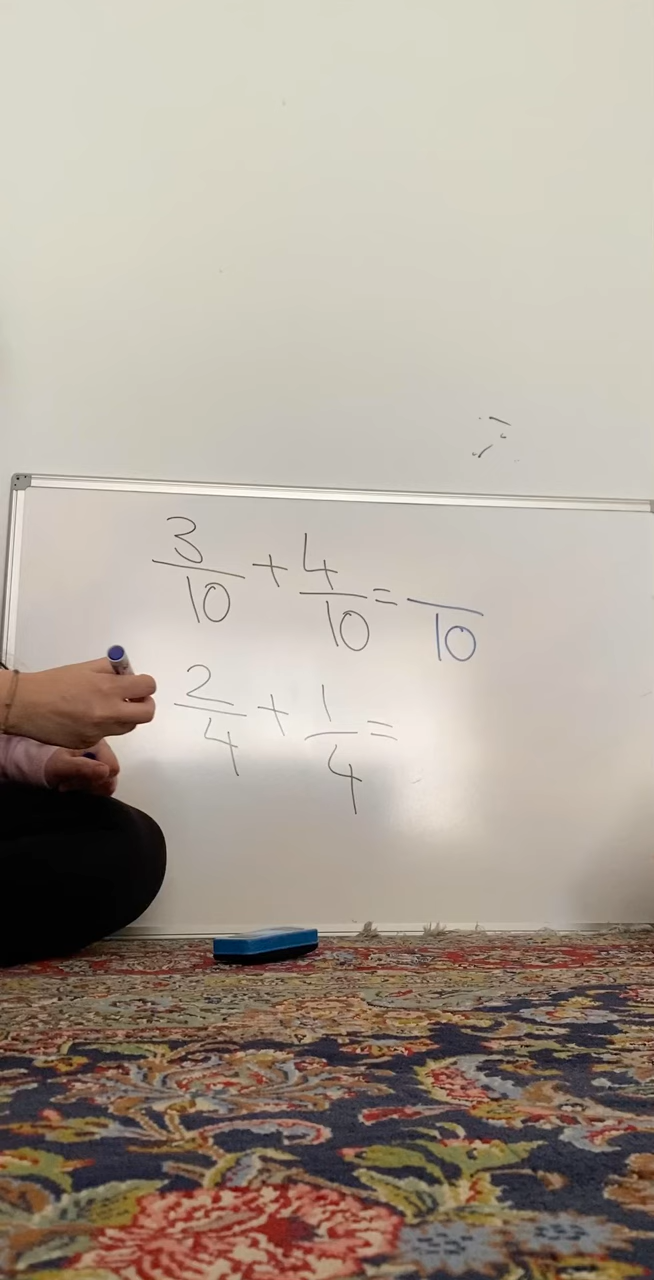 3/10 + 4/10 = /10
2/4 + 1/4 =